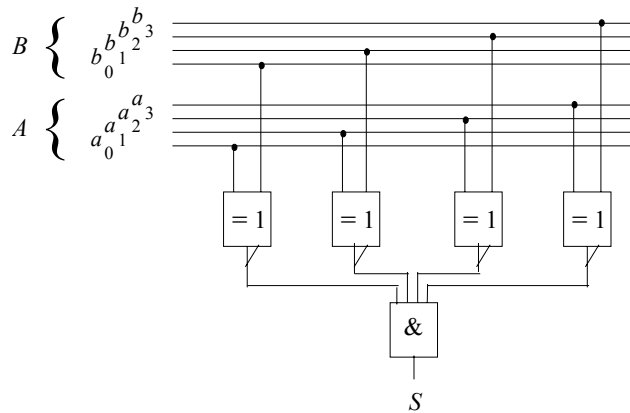 B { b0 b1 b2 b3
A { a0 a1 a2 a3
= 1 = 1 = 1 = 1
&
S